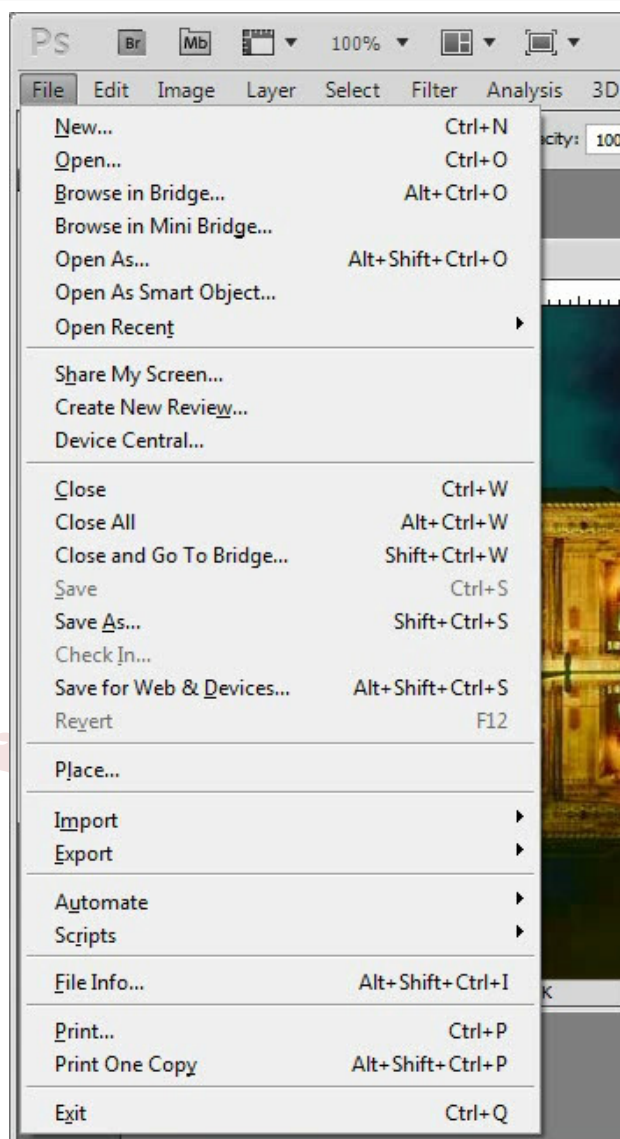 Ps Br Mb 100%
File Edit Image Layer Select Filter Analysis 3D
New... Ctrl+N
Open... Ctrl+O
Browse in Bridge... Alt+Ctrl+O
Browse in Mini Bridge...
Open As... Alt+Shift+Ctrl+O
Open As Smart Object...
Open Recent
Share My Screen...
Create New Review...
Device Central...
Close Ctrl+W
Close All Alt+Ctrl+W
Close and Go To Bridge... Shift+Ctrl+W
Save Ctrl+S
Save As... Shift+Ctrl+S
Check In...
Save for Web & Devices... Alt+Shift+Ctrl+S
Revert F12
Place...
Import
Export
Automate
Scripts
File Info... Alt+Shift+Ctrl+I
Print... Ctrl+P
Print One Copy Alt+Shift+Ctrl+P
Exit Ctrl+Q
acity: 100
K